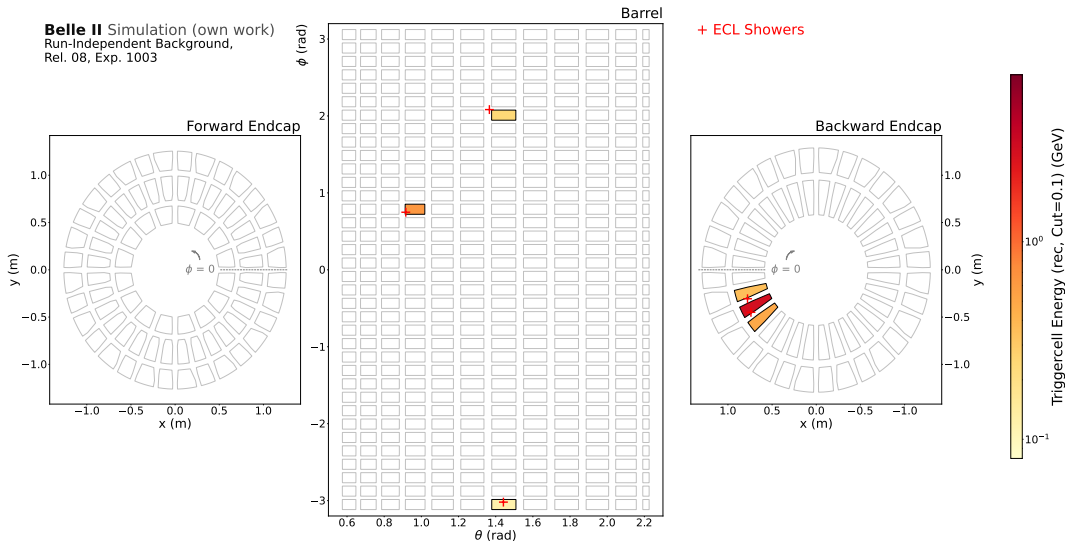 Belle II Simulation (own work)
Run-Independent Background,
Rel. 08, Exp. 1003
Forward Endcap
1.0
0.5
0.0
−0.5
−1.0
y (m)
ϕ = 0
−1.0 −0.5 0.0 0.5 1.0
x (m)
Barrel
ϕ (rad)
3
2
1
0
−1
−2
−3
0.6 0.8 1.0 1.2 1.4 1.6 1.8 2.0 2.2
θ (rad)
+ ECL Showers
Backward Endcap
1.0
0.5
0.0
−0.5
−1.0
y (m)
ϕ = 0
1.0 0.5 0.0 −0.5 −1.0
x (m)
10⁰
10⁻¹
Triggercell Energy (rec, Cut=0.1) (GeV)